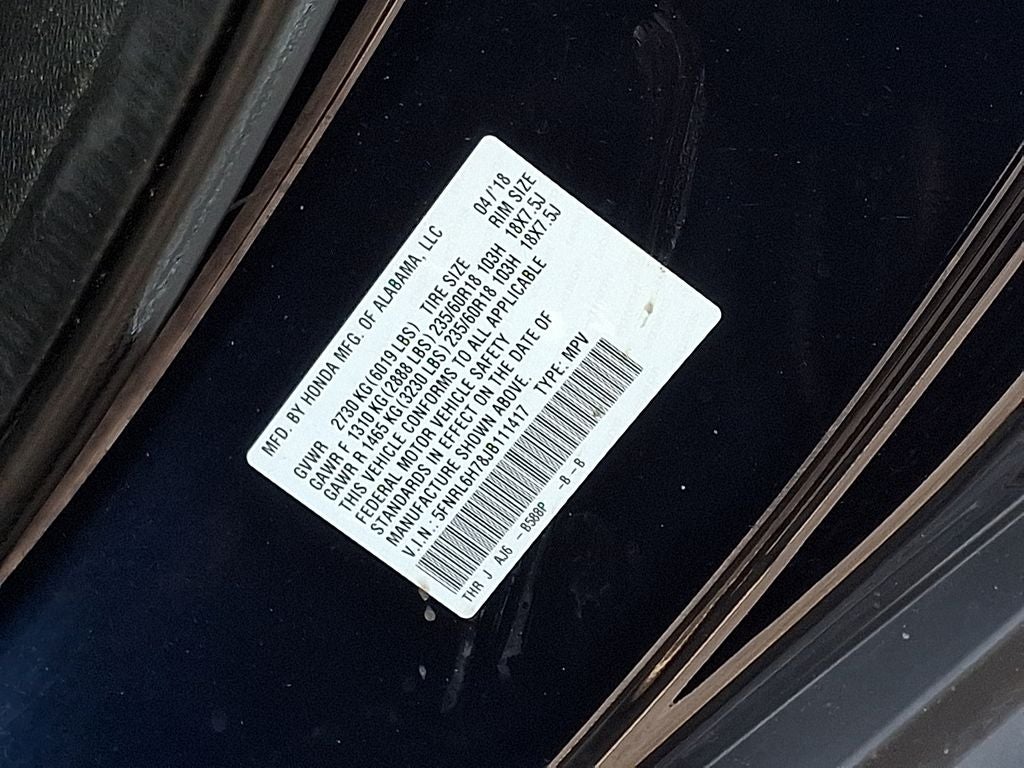 MFD. BY HONDA MFG. OF ALABAMA, LLC 04/'18
GVWR 2730 KG(6019 LBS) TIRE SIZE RIM SIZE
GAWR F 1310 KG(2888 LBS) 235/60R18 103H 18X7.5J
GAWR R 1465 KG(3230 LBS) 235/60R18 103H 18X7.5J
THIS VEHICLE CONFORMS TO ALL APPLICABLE
FEDERAL MOTOR VEHICLE SAFETY
STANDARDS IN EFFECT ON THE DATE OF
MANUFACTURE SHOWN ABOVE.
V.I.N.: 5FNRL6H78JB111417 TYPE: MPV
THR J AJ6 -B588P -B-B